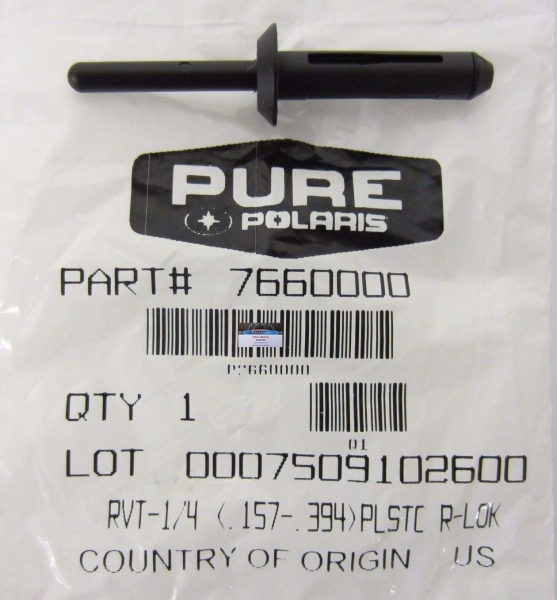 PURE
POLARIS
PART# 7660000
P7660000
QTY 1
01
LOT 0007509102600
RVT-1/4 (.157-.394)PLSTC R-LOK
COUNTRY OF ORIGIN US